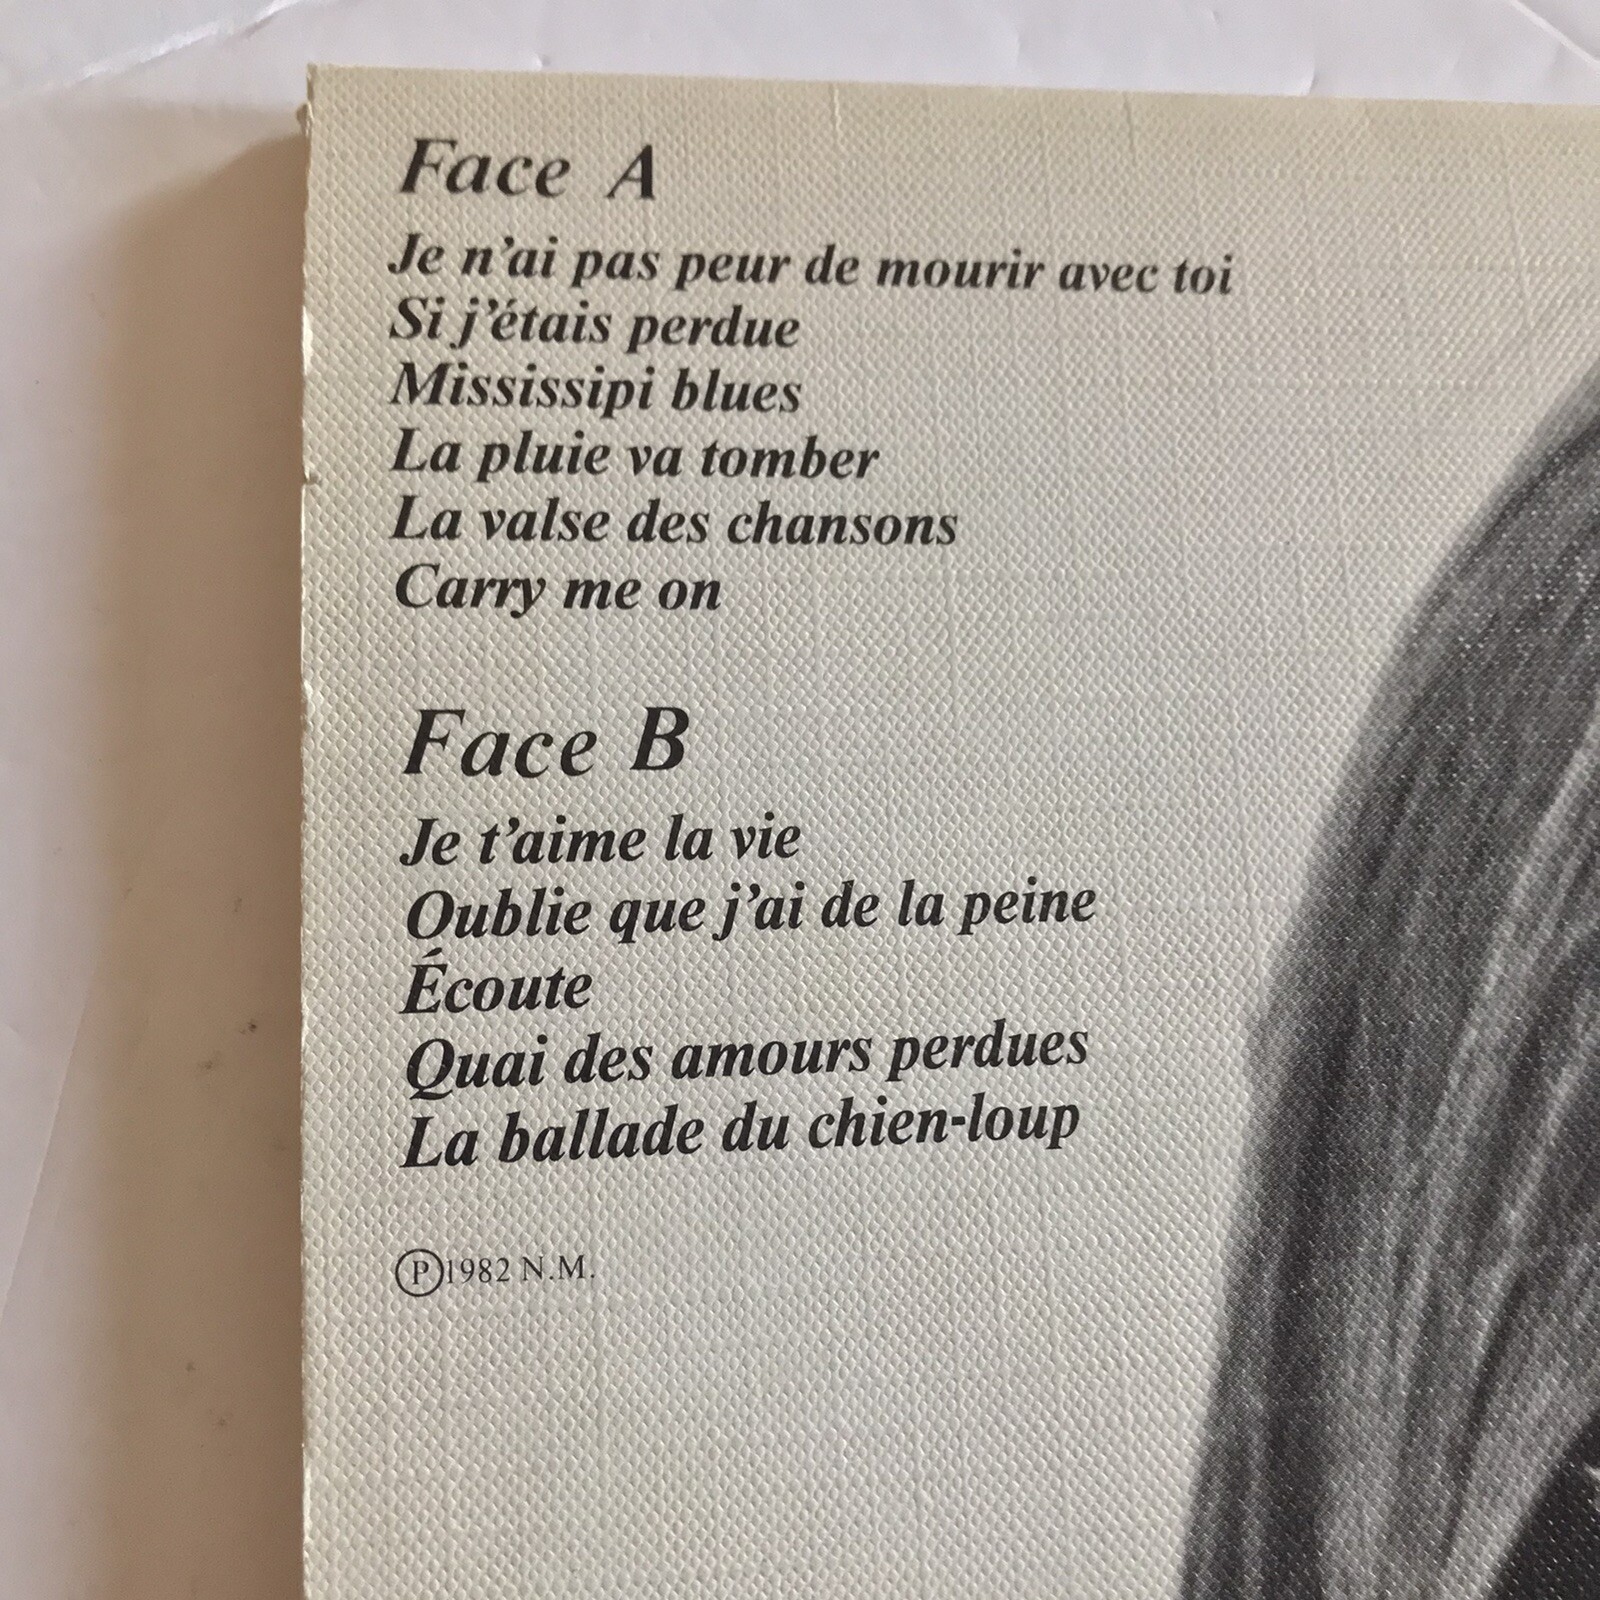 Face A
Je n'ai pas peur de mourir avec toi
Si j'étais perdue
Mississipi blues
La pluie va tomber
La valse des chansons
Carry me on
Face B
Je t'aime la vie
Oublie que j'ai de la peine
Écoute
Quai des amours perdues
La ballade du chien-loup
Ⓟ1982 N.M.